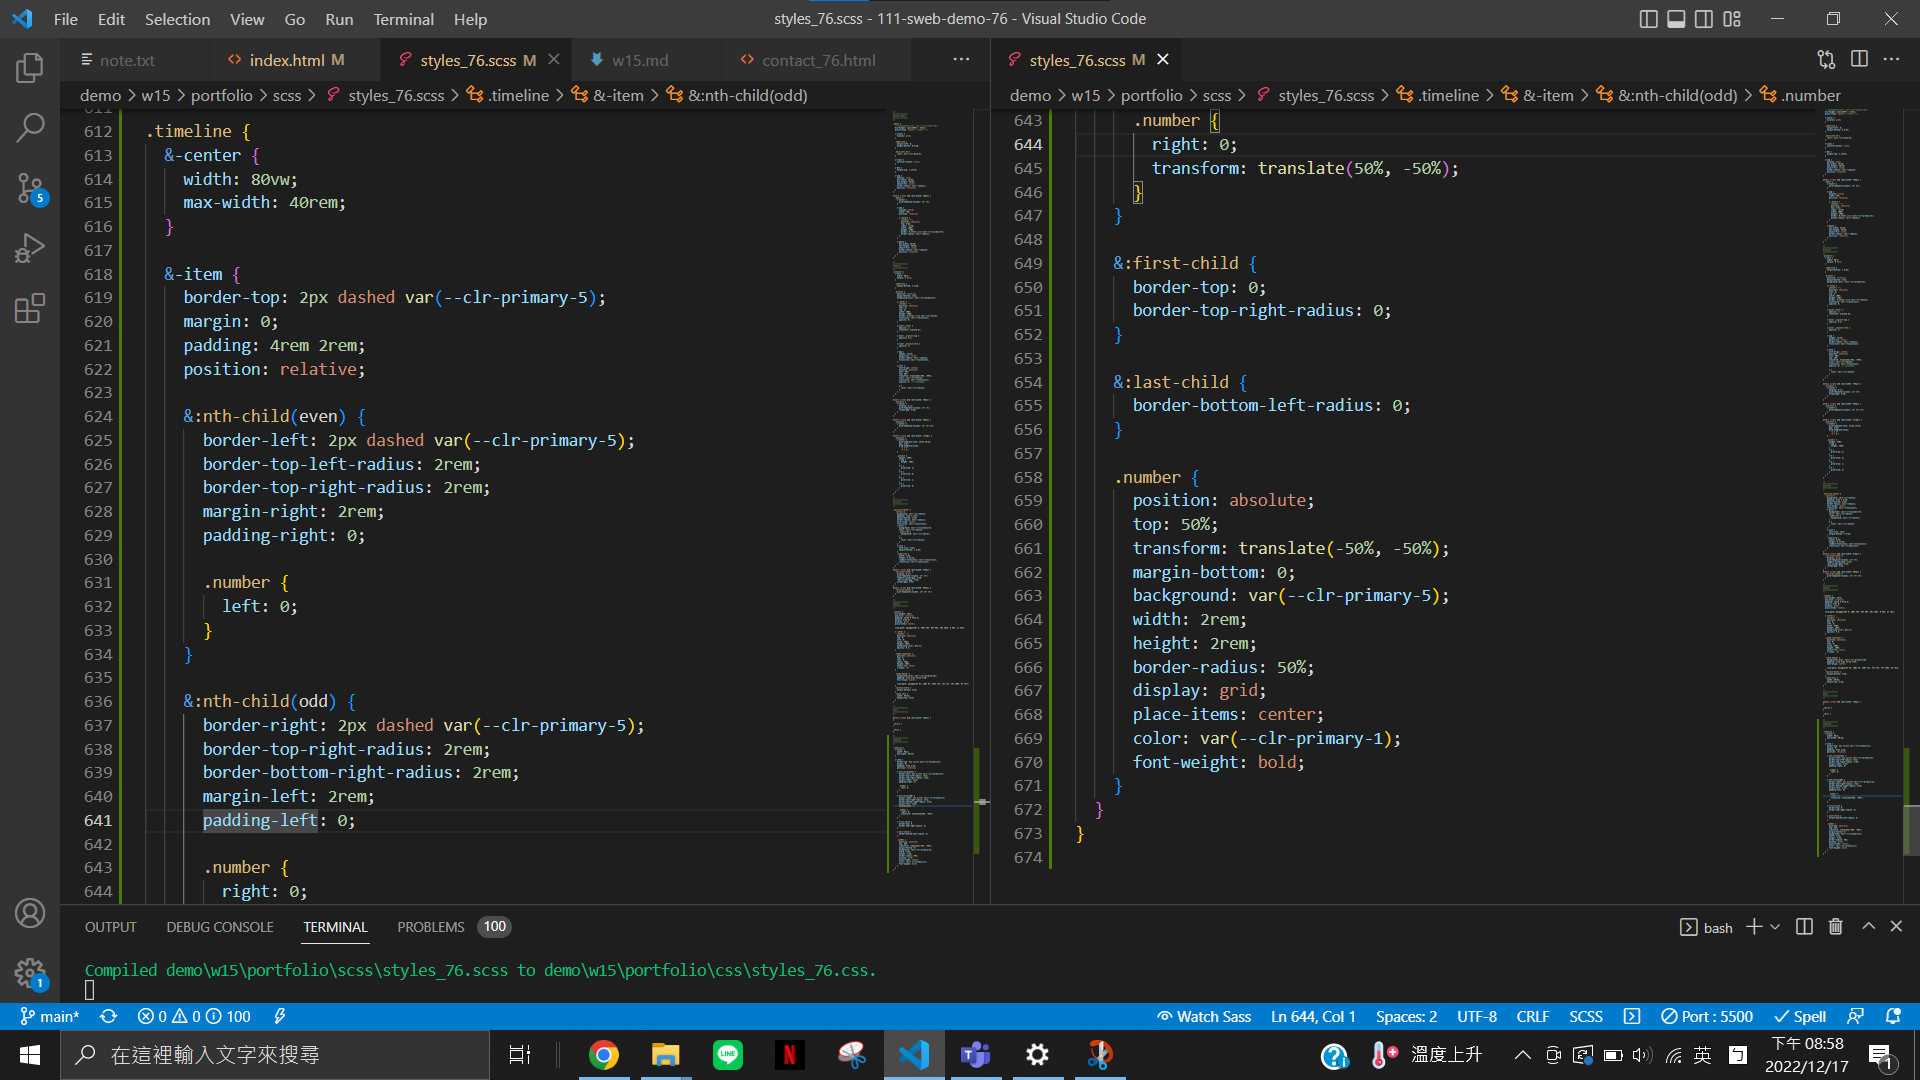 File Edit Selection View Go Run Terminal Help
styles_76.scss - 111-sweb-demo-76 - Visual Studio Code
note.txt
index.html M
styles_76.scss M
w15.md
contact_76.html
demo > w15 > portfolio > scss > styles_76.scss > .timeline > &-item > &:nth-child(odd)
612 .timeline {
613 &-center {
614 width: 80vw;
615 max-width: 40rem;
616 }
617
618 &-item {
619 border-top: 2px dashed var(--clr-primary-5);
620 margin: 0;
621 padding: 4rem 2rem;
622 position: relative;
623
624 &:nth-child(even) {
625 border-left: 2px dashed var(--clr-primary-5);
626 border-top-left-radius: 2rem;
627 border-top-right-radius: 2rem;
628 margin-right: 2rem;
629 padding-right: 0;
630
631 .number {
632 left: 0;
633 }
634 }
635
636 &:nth-child(odd) {
637 border-right: 2px dashed var(--clr-primary-5);
638 border-top-right-radius: 2rem;
639 border-bottom-right-radius: 2rem;
640 margin-left: 2rem;
641 padding-left: 0;
642
643 .number {
644 right: 0;
styles_76.scss M
demo > w15 > portfolio > scss > styles_76.scss > .timeline > &-item > &:nth-child(odd) > .number
643 .number {
644 right: 0;
645 transform: translate(50%, -50%);
646 }
647 }
648
649 &:first-child {
650 border-top: 0;
651 border-top-right-radius: 0;
652 }
653
654 &:last-child {
655 border-bottom-left-radius: 0;
656 }
657
658 .number {
659 position: absolute;
660 top: 50%;
661 transform: translate(-50%, -50%);
662 margin-bottom: 0;
663 background: var(--clr-primary-5);
664 width: 2rem;
665 height: 2rem;
666 border-radius: 50%;
667 display: grid;
668 place-items: center;
669 color: var(--clr-primary-1);
670 font-weight: bold;
671 }
672 }
673 }
674
5
1
OUTPUT DEBUG CONSOLE TERMINAL PROBLEMS 100
bash
Compiled demo\w15\portfolio\scss\styles_76.scss to demo\w15\portfolio\css\styles_76.css.
main* 0 0 100
Watch Sass Ln 644, Col 1 Spaces: 2 UTF-8 CRLF SCSS Port : 5500 Spell
在這裡輸入文字來搜尋
LINE
N
溫度上升
英
下午 08:58
2022/12/17
1